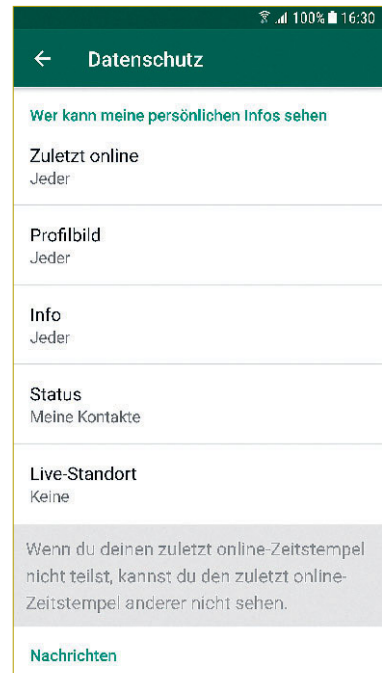 100% 16:30
Datenschutz
Wer kann meine persönlichen Infos sehen
Zuletzt online
Jeder
Profilbild
Jeder
Info
Jeder
Status
Meine Kontakte
Live-Standort
Keine
Wenn du deinen zuletzt online-Zeitstempel
nicht teilst, kannst du den zuletzt online-
Zeitstempel anderer nicht sehen.
Nachrichten